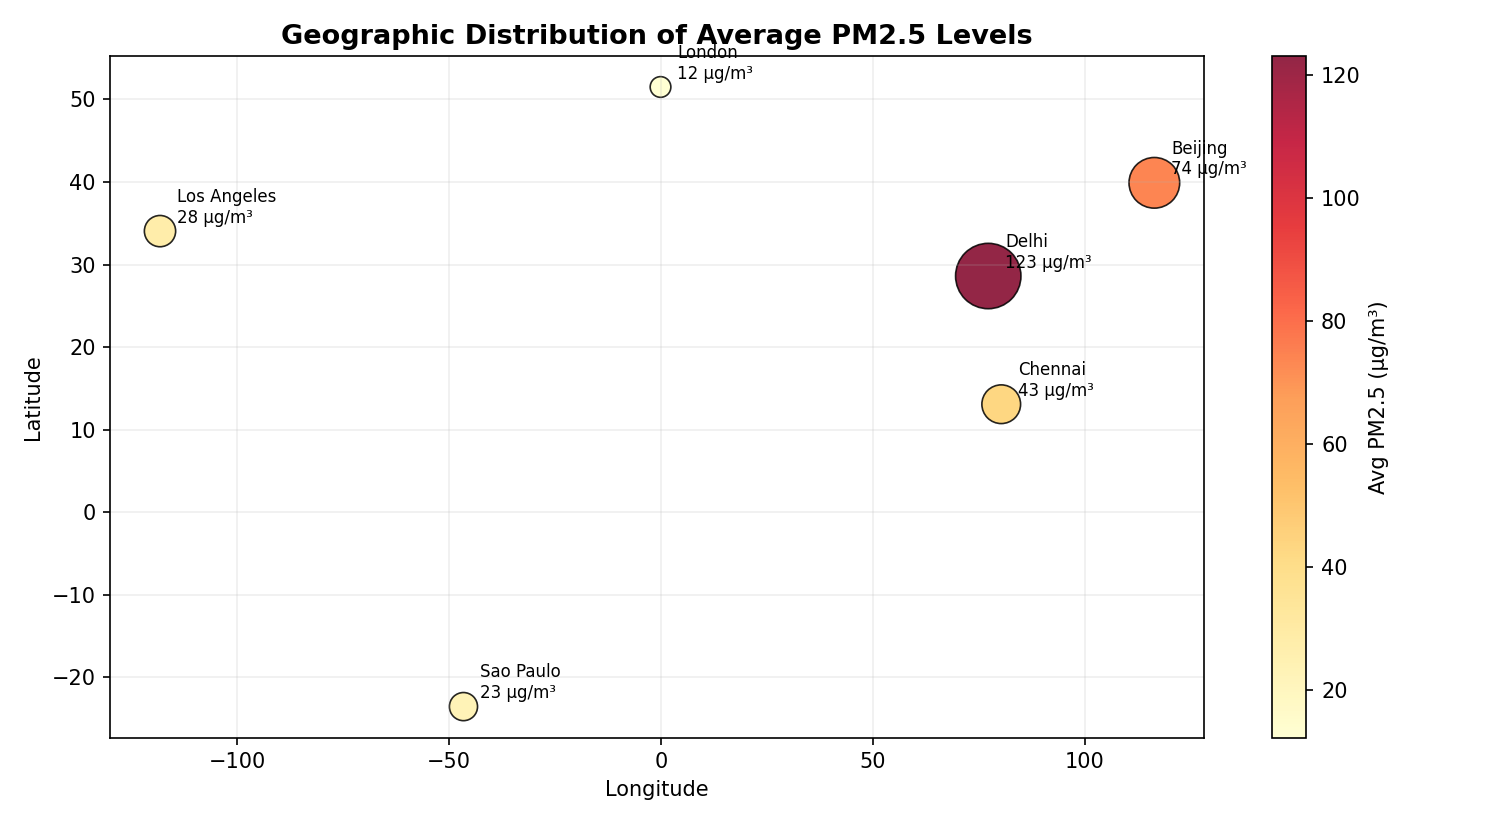 Geographic Distribution of Average PM2.5 Levels
London
12 µg/m³
Beijing
74 µg/m³
Los Angeles
28 µg/m³
Delhi
123 µg/m³
Chennai
43 µg/m³
Sao Paulo
23 µg/m³
50
40
30
20
10
0
−10
−20
Latitude
−100
−50
0
50
100
Longitude
120
100
80
60
40
20
Avg PM2.5 (µg/m³)